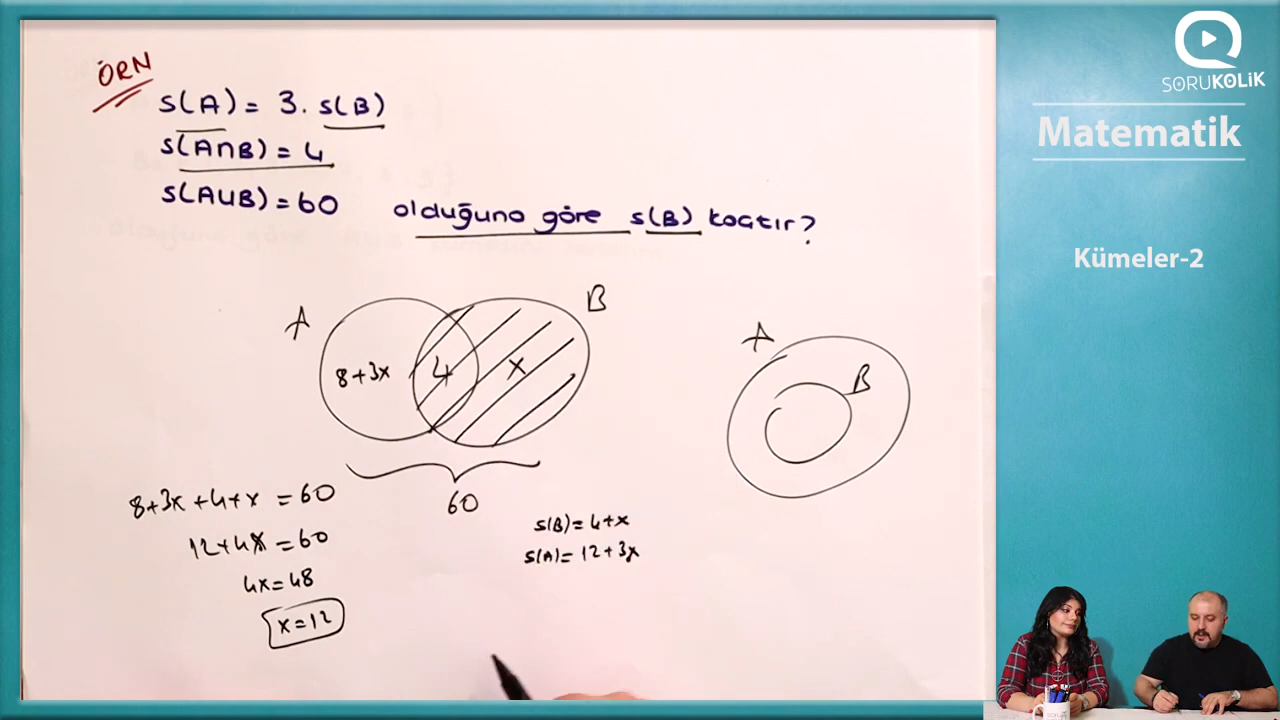 ÖRN
s(A) = 3. s(B)
s(A∩B) = 4
s(A∪B) = 60 olduğuna göre s(B) kaçtır?
A
B
8+3x
4
x
60
A
B
8+3x+4+x = 60
12+4x = 60
4x = 48
x = 12
s(B) = 4+x
s(A) = 12+3x
SORUKOLİK
Matematik
Kümeler-2